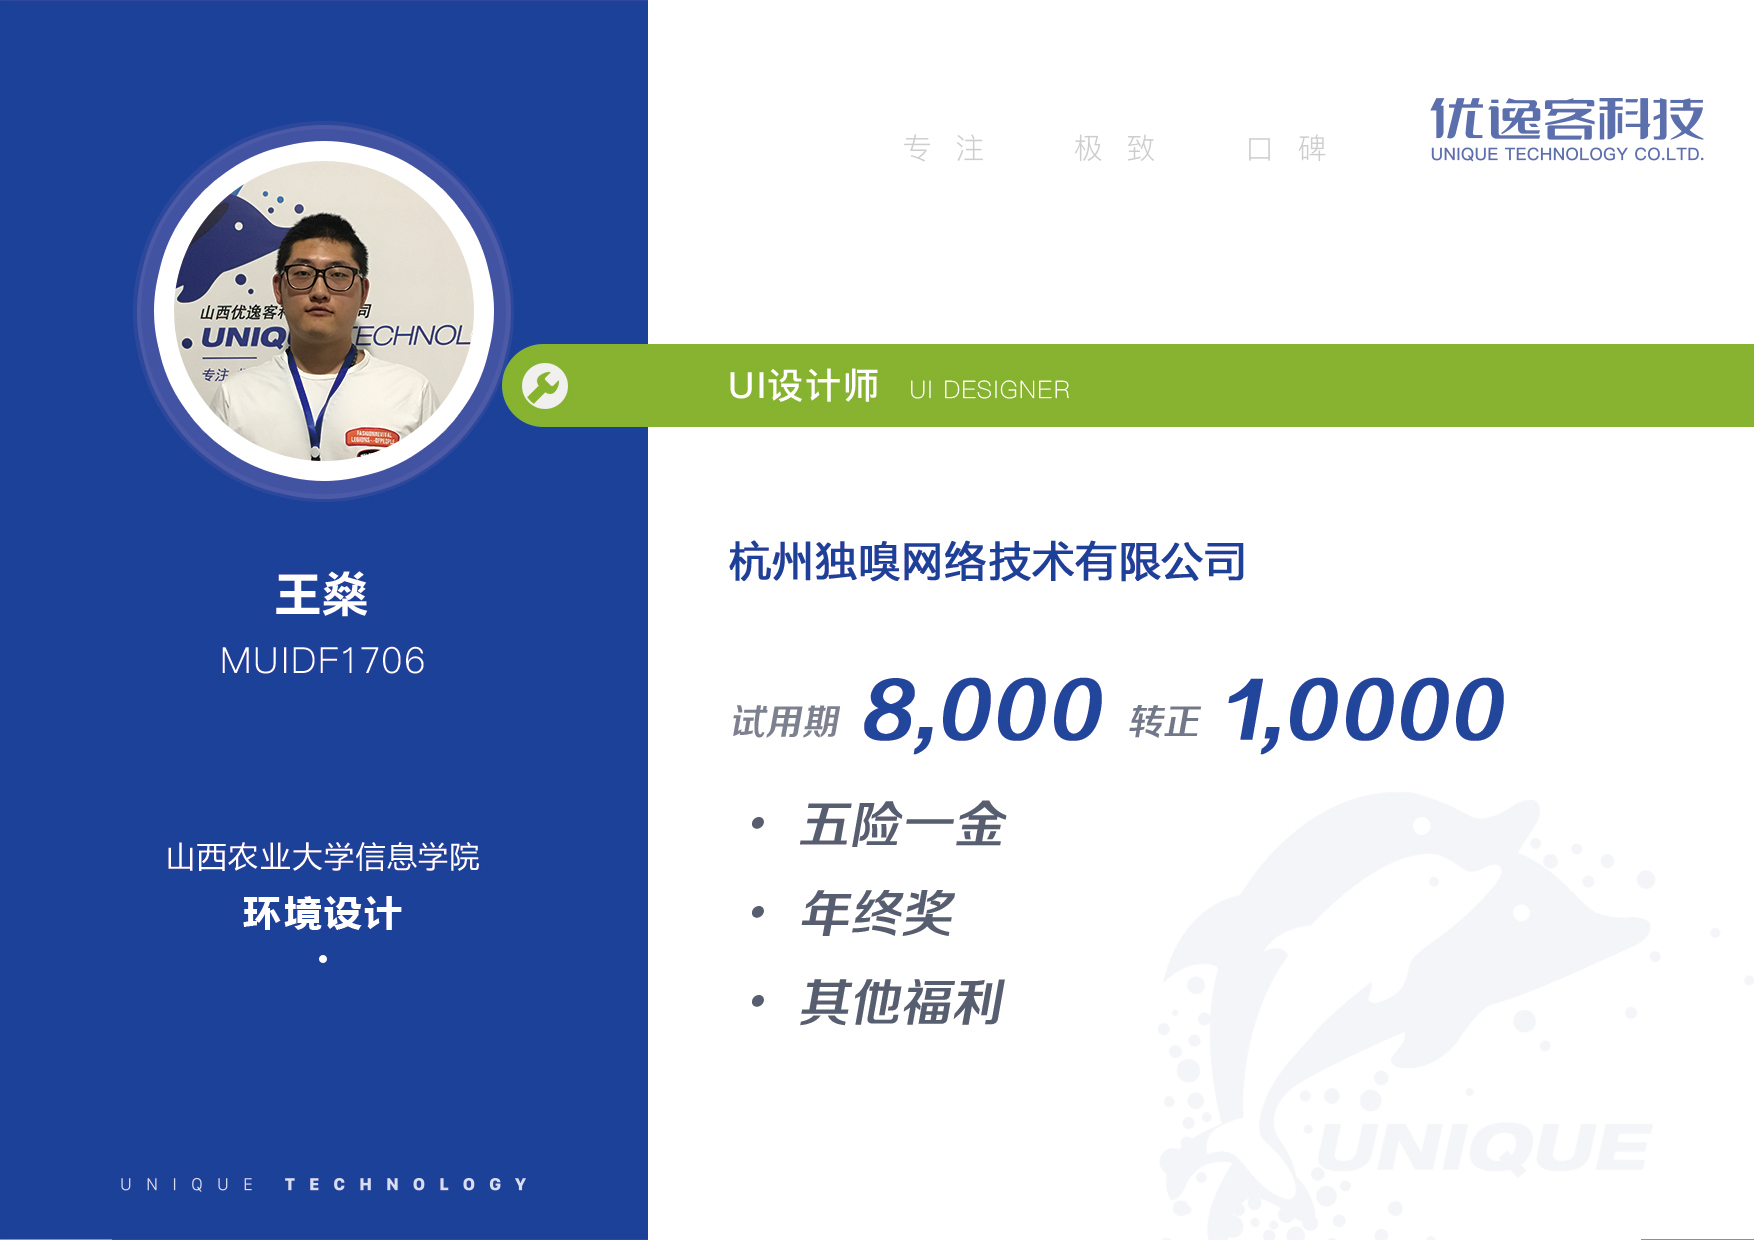 专注 极致 口碑
优逸客科技
UNIQUE TECHNOLOGY CO.LTD.
山西优逸客科 司
UNIQU TECHNOL
专注
FASHIONREVIVAL
UI设计师 UI DESIGNER
王燊
MUIDF1706
山西农业大学信息学院
环境设计
UNIQUE TECHNOLOGY
杭州独嗅网络技术有限公司
试用期 8,000 转正 1,0000
• 五险一金
• 年终奖
• 其他福利
UNIQUE